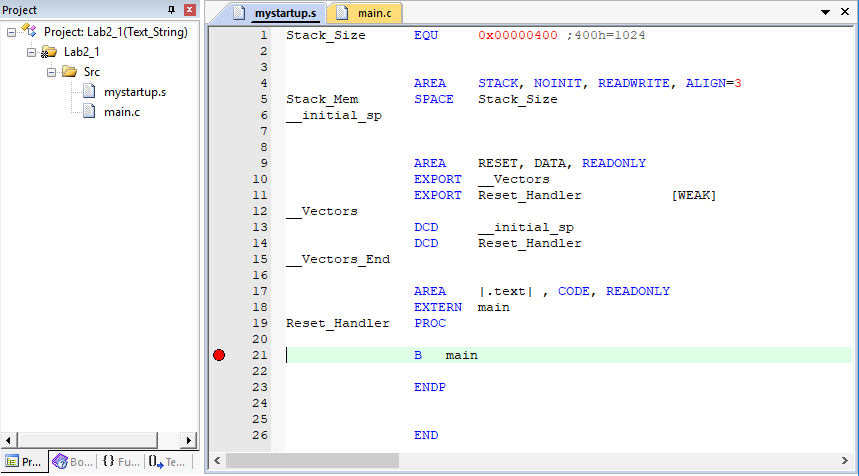 Project
Project: Lab2_1(Text_String)
Lab2_1
Src
mystartup.s
main.c
Pr...
Bo...
{} Fu...
Te...
mystartup.s main.c
1 Stack_Size EQU 0x00000400 ;400h=1024
2
3
4 AREA STACK, NOINIT, READWRITE, ALIGN=3
5 Stack_Mem SPACE Stack_Size
6 __initial_sp
7
8
9 AREA RESET, DATA, READONLY
10 EXPORT __Vectors
11 EXPORT Reset_Handler [WEAK]
12 __Vectors
13 DCD __initial_sp
14 DCD Reset_Handler
15 __Vectors_End
16
17 AREA |.text| , CODE, READONLY
18 EXTERN main
19 Reset_Handler PROC
20
21 B main
22
23 ENDP
24
25
26 END